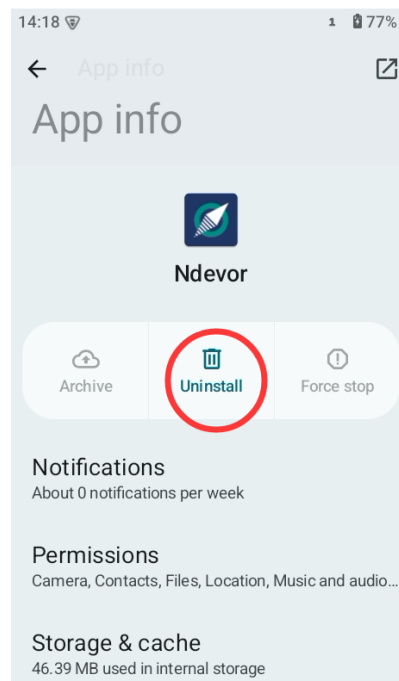 14:18 1 77%
App info
App info
Ndevor
Archive Uninstall Force stop
Notifications
About 0 notifications per week
Permissions
Camera, Contacts, Files, Location, Music and audio...
Storage & cache
46.39 MB used in internal storage